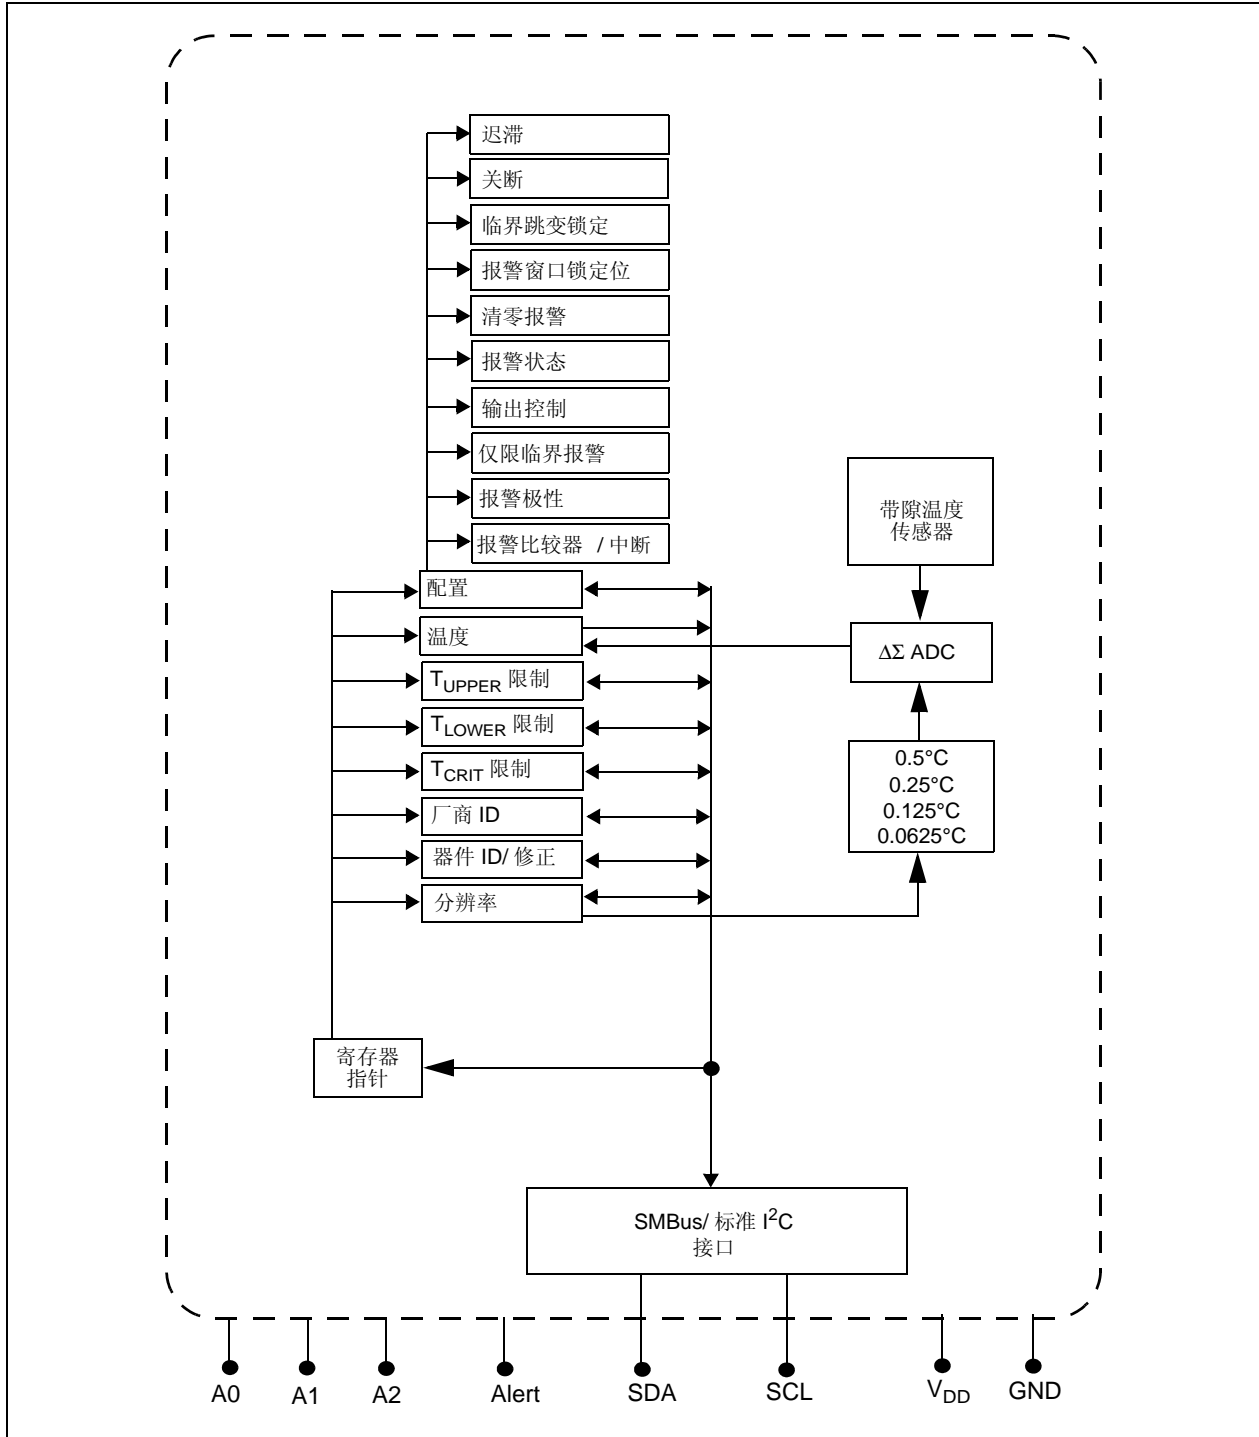 迟滞
关断
临界跳变锁定
报警窗口锁定位
清零报警
报警状态
输出控制
仅限临界报警
报警极性
报警比较器 / 中断
配置
温度
TUPPER 限制
TLOWER 限制
TCRIT 限制
厂商 ID
器件 ID/ 修正
分辨率
带隙温度
传感器
ΔΣ ADC
0.5°C
0.25°C
0.125°C
0.0625°C
寄存器
指针
SMBus/ 标准 I²C
接口
A0
A1
A2
Alert
SDA
SCL
VDD
GND